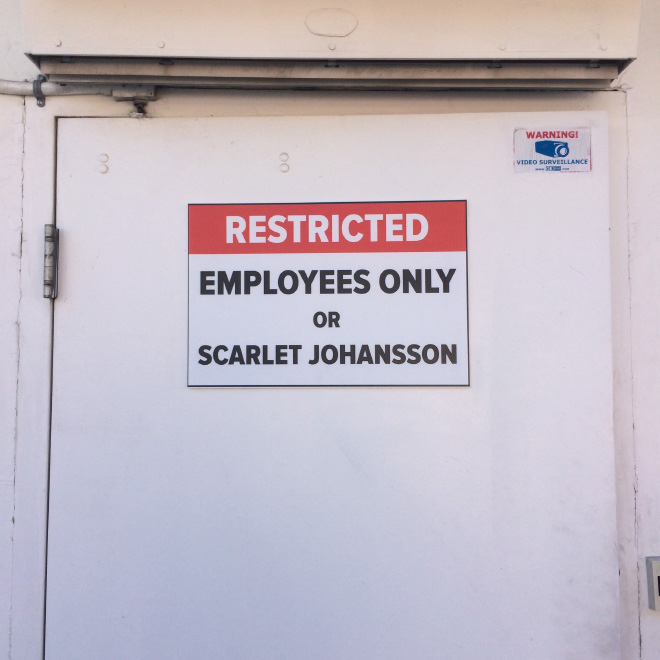 WARNING!
VIDEO SURVEILLANCE
RESTRICTED
EMPLOYEES ONLY
OR
SCARLET JOHANSSON